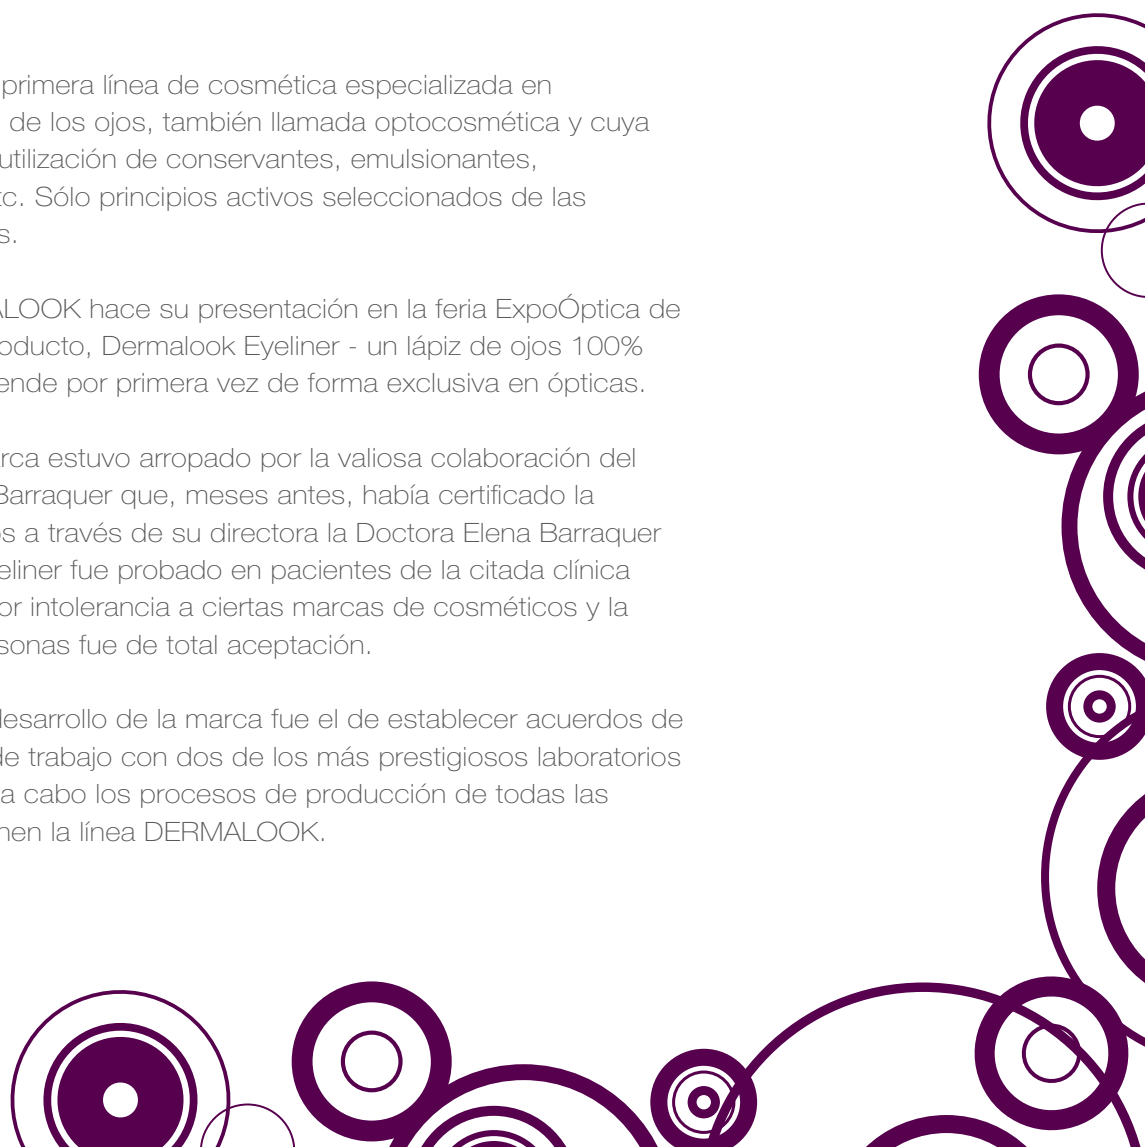 primera línea de cosmética especializada en
de los ojos, también llamada optocosmética y cuya
utilización de conservantes, emulsionantes,
tc. Sólo principios activos seleccionados de las
s.
ALOOK hace su presentación en la feria ExpoÓptica de
oducto, Dermalook Eyeliner - un lápiz de ojos 100%
ende por primera vez de forma exclusiva en ópticas.
rca estuvo arropado por la valiosa colaboración del
Barraquer que, meses antes, había certificado la
os a través de su directora la Doctora Elena Barraquer
eliner fue probado en pacientes de la citada clínica
or intolerancia a ciertas marcas de cosméticos y la
sonas fue de total aceptación.
desarrollo de la marca fue el de establecer acuerdos de
de trabajo con dos de los más prestigiosos laboratorios
a cabo los procesos de producción de todas las
nen la línea DERMALOOK.